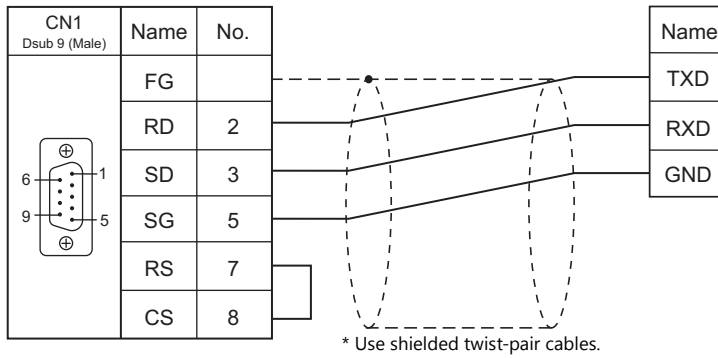 CN1
Dsub 9 (Male)
Name No.
Name
FG
TXD
RD 2
RXD
SD 3
GND
SG 5
RS 7
CS 8
6 1
9 5
* Use shielded twist-pair cables.